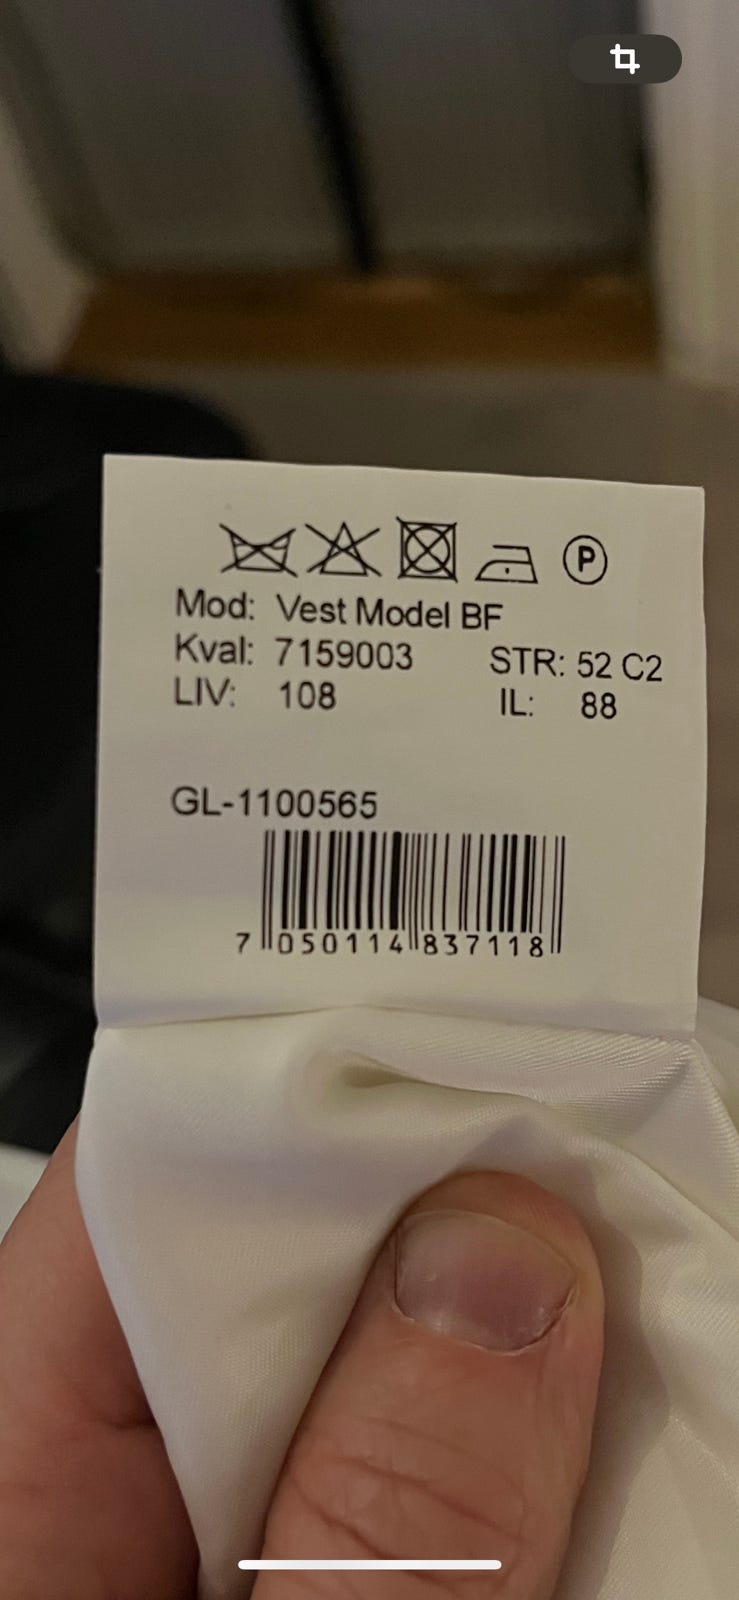 P
Mod: Vest Model BF
Kval: 7159003 STR: 52 C2
LIV: 108 IL: 88
GL-1100565
7 050114 837118